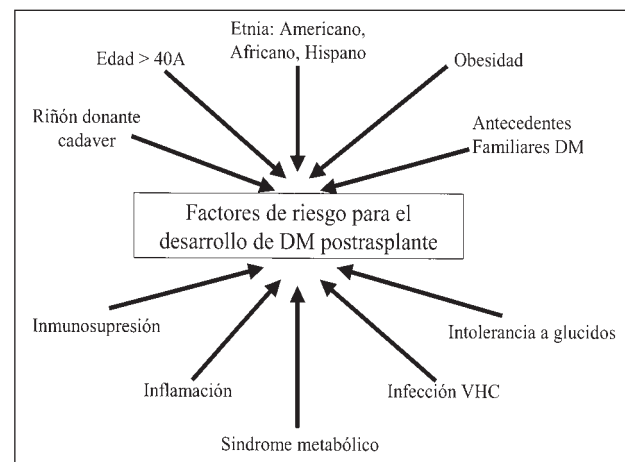 Etnia: Americano,
Africano, Hispano
Edad > 40A
Obesidad
Riñón donante
cadaver
Antecedentes
Familiares DM
Factores de riesgo para el
desarrollo de DM postrasplante
Inmunosupresión
Intolerancia a glucidos
Inflamación
Infección VHC
Sindrome metabólico